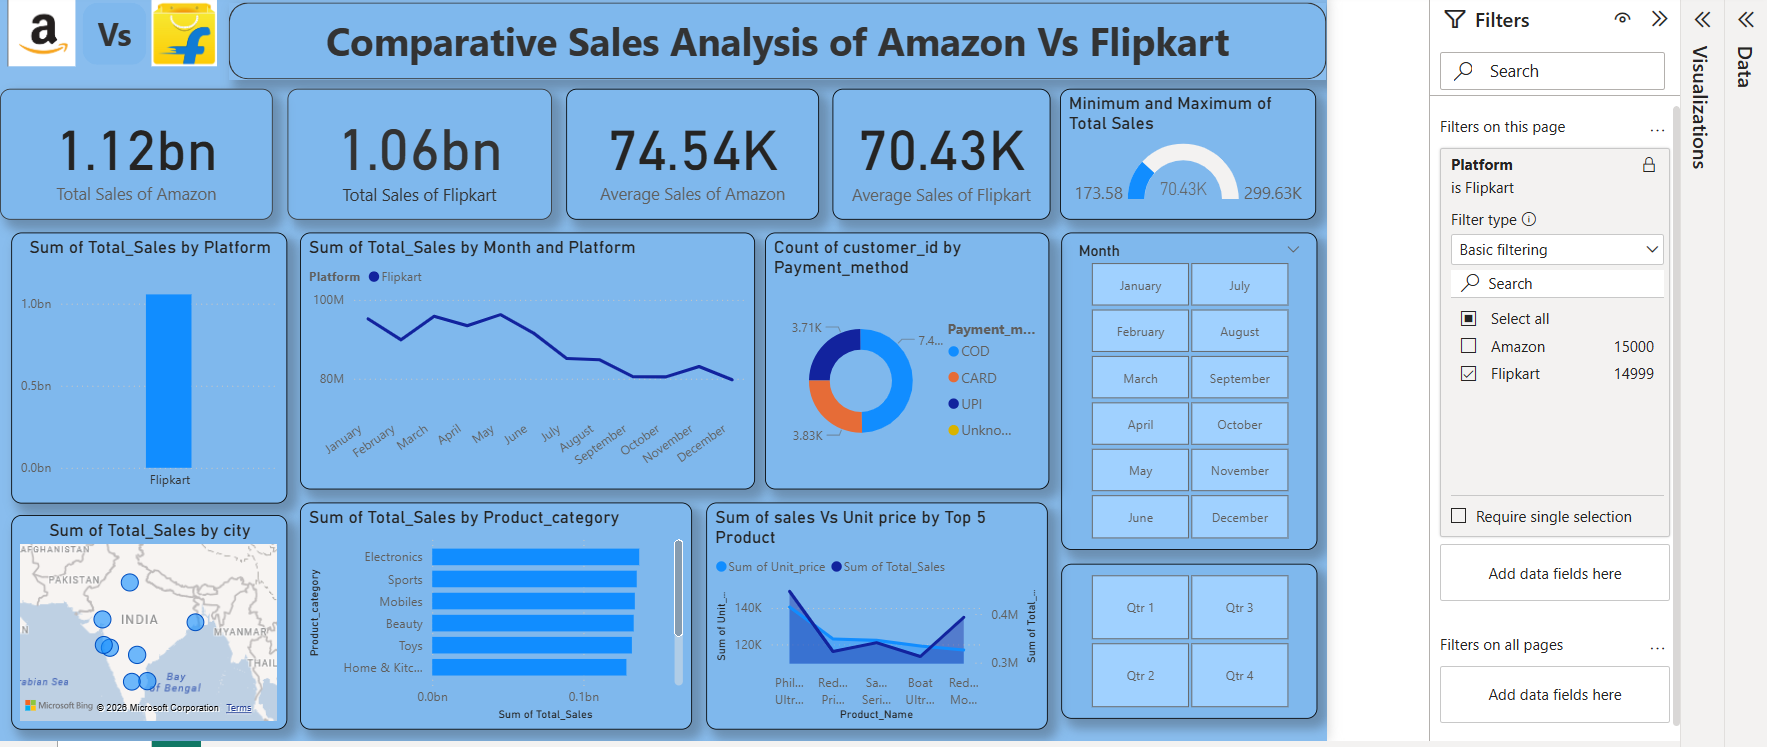 a
Vs
f
Comparative Sales Analysis of Amazon Vs Flipkart
1.12bn
Total Sales of Amazon
1.06bn
Total Sales of Flipkart
74.54K
Average Sales of Amazon
70.43K
Average Sales of Flipkart
Minimum and Maximum of
Total Sales
173.58
70.43K
299.63K
Sum of Total_Sales by Platform
1.0bn
0.5bn
0.0bn
Flipkart
Sum of Total_Sales by Month and Platform
Platform
Flipkart
100M
80M
January
February
March
April
May
June
July
August
September
October
November
December
Count of customer_id by
Payment_method
3.71K
7.4...
3.83K
Payment_m...
COD
CARD
UPI
Unkno...
Month
January
July
February
August
March
September
April
October
May
November
June
December
Sum of Total_Sales by city
AFGHANISTAN
PAKISTAN
INDIA
MYANMAR
THAIL
N
rabian Sea
Bay
of Bengal
Microsoft Bing
© 2026 Microsoft Corporation
Terms
Sum of Total_Sales by Product_category
Product_category
Electronics
Sports
Mobiles
Beauty
Toys
Home & Kitc...
0.0bn
0.1bn
Sum of Total_Sales
Sum of sales Vs Unit price by Top 5
Product
Sum of Unit_price
Sum of Total_Sales
Sum of Unit_...
140K
120K
0.4M
0.3M
Sum of Total_...
Phil...
Ultr...
Red...
Pri...
Sa...
Seri...
Boat
Ultr...
Red...
Mo...
Product_Name
Qtr 1
Qtr 3
Qtr 2
Qtr 4
Filters
Search
Filters on this page
...
Platform
is Flipkart
Filter type
Basic filtering
Search
Select all
Amazon 15000
Flipkart 14999
Require single selection
Add data fields here
Filters on all pages
...
Add data fields here
Visualizations
Data